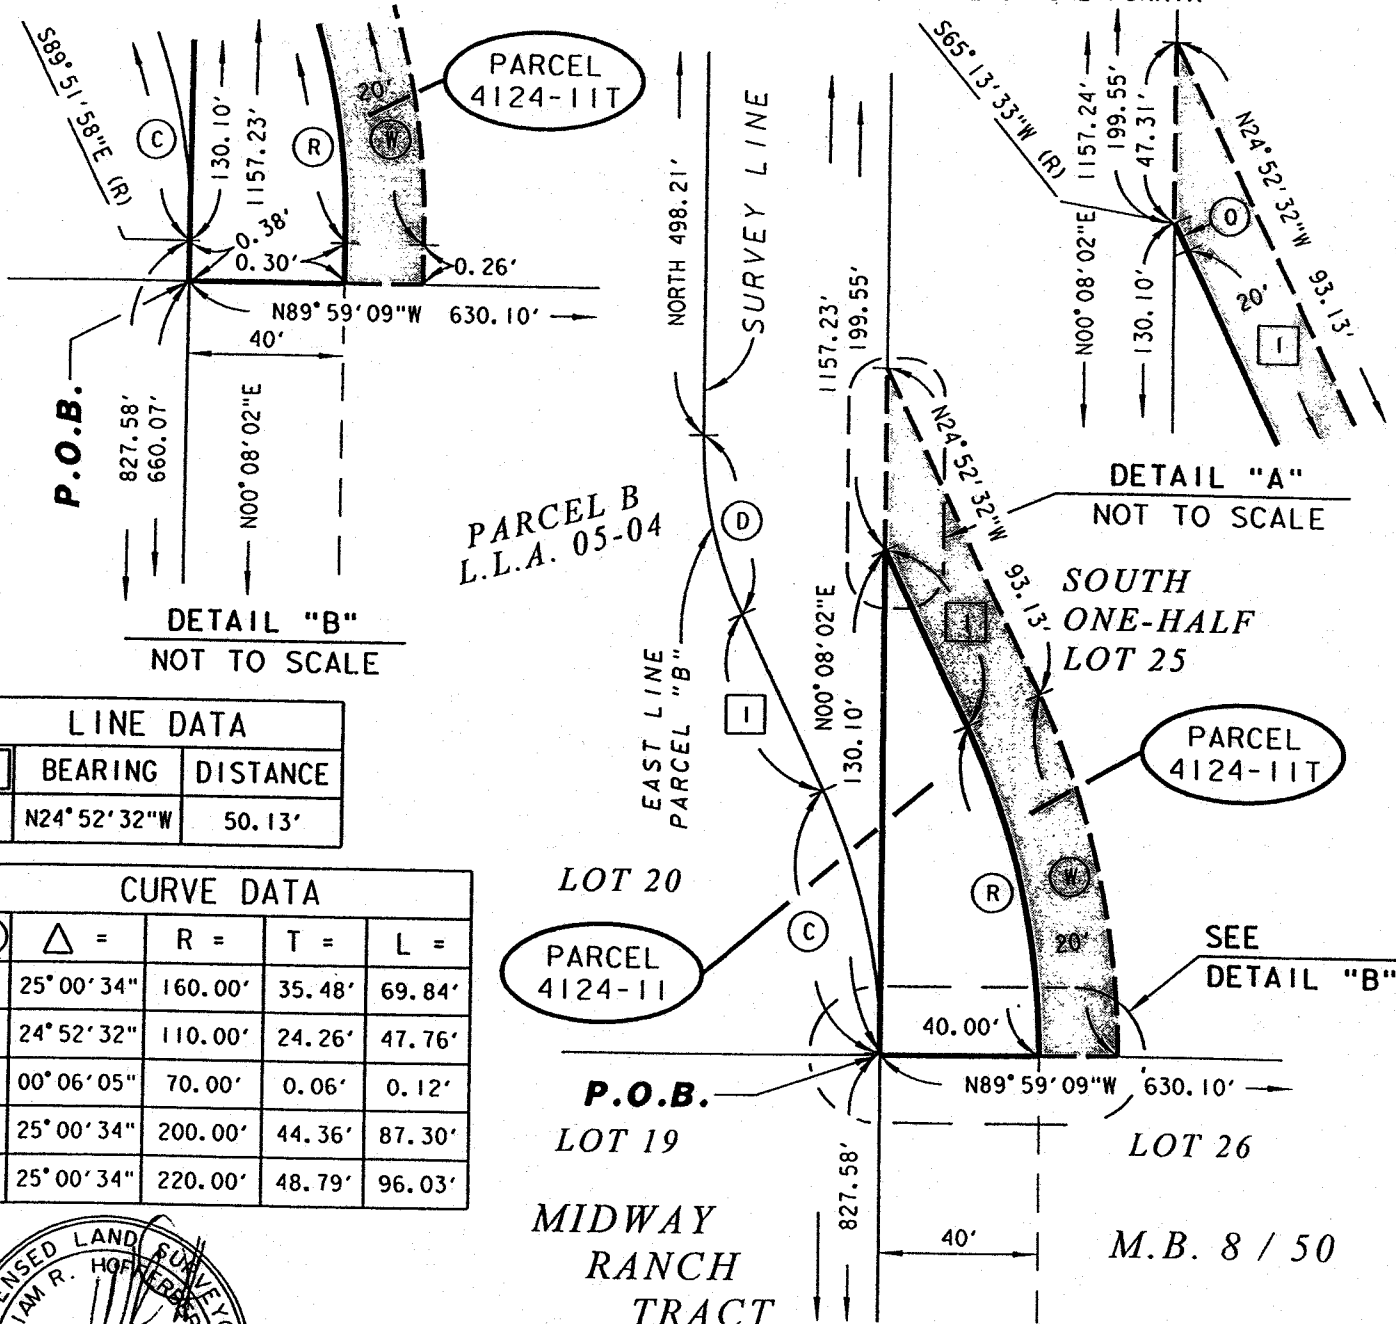 S89°51'58"E (R)
C
130.10'
1157.23'
R
20'
W
PARCEL
4124-11T
0.38'
0.30'
0.26'
N89°59'09"W 630.10'
40'
P.O.B.
827.58'
660.07'
N00°08'02"E
DETAIL "B"
NOT TO SCALE
S65°13'33"W (R)
1157.24'
199.55'
47.31'
N24°52'32"W 93.13'
Q
N00°08'02"E
130.10'
20'
1
DETAIL "A"
NOT TO SCALE
NORTH 498.21'
SURVEY LINE
1157.23'
199.55'
PARCEL B
L.L.A. 05-04
D
N24°52'32"W 93.13'
SOUTH
ONE-HALF
LOT 25
1
EAST LINE
PARCEL "B"
1
N00°08'02"E
130.10'
PARCEL
4124-11T
LINE DATA
BEARING DISTANCE
N24°52'32"W 50.13'
LOT 20
C
R
W
20'
PARCEL
4124-11
SEE
DETAIL "B"
CURVE DATA
△ = R = T = L =
25°00'34" 160.00' 35.48' 69.84'
24°52'32" 110.00' 24.26' 47.76'
00°06'05" 70.00' 0.06' 0.12'
25°00'34" 200.00' 44.36' 87.30'
25°00'34" 220.00' 48.79' 96.03'
40.00'
P.O.B.
N89°59'09"W 630.10'
LOT 19
LOT 26
827.58'
40'
MIDWAY
RANCH
TRACT
M.B. 8 / 50
ENSED LAND SURVEYO
IAM R.